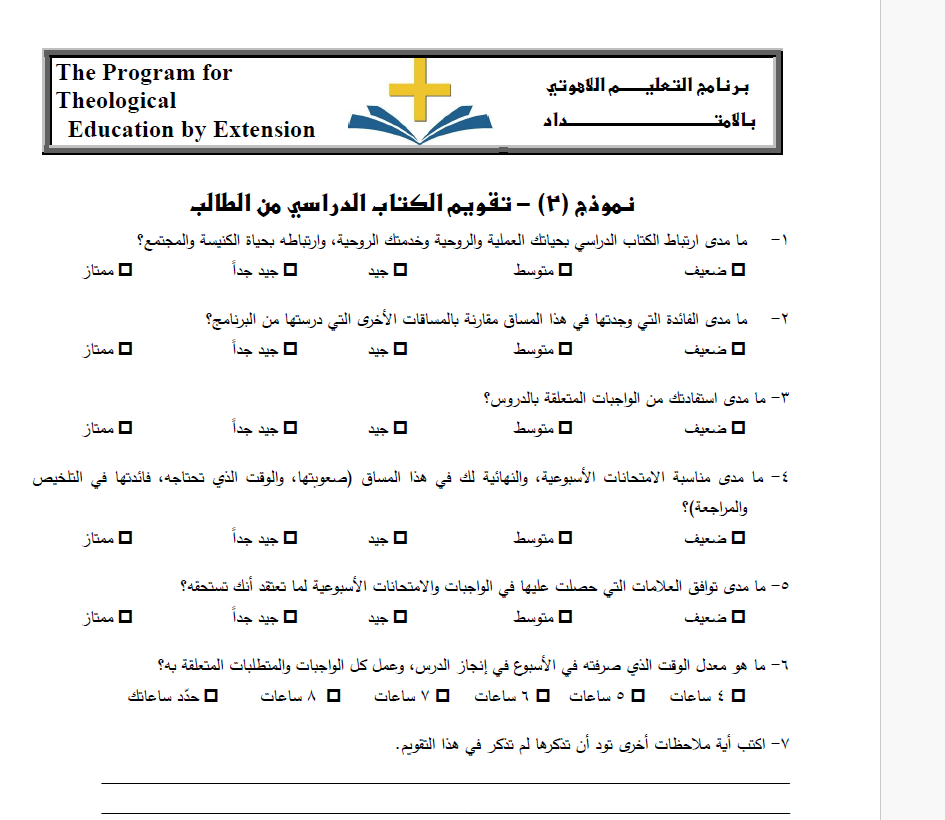 The Program for
Theological
Education by Extension
برنامج التعليـــم اللاهوتي
بالامتـــــــــــــــــداد
نموذج (٣) – تقويم الكتاب الدراسي من الطالب
١- ما مدى ارتباط الكتاب الدراسي بحياتك العملية والروحية وخدمتك الروحية، وارتباطه بحياة الكنيسة والمجتمع؟
ضعيف متوسط جيد جيد جداً ممتاز
٢- ما مدى الفائدة التي وجدتها في هذا المساق مقارنة بالمساقات الأخرى التي درستها من البرنامج؟
ضعيف متوسط جيد جيد جداً ممتاز
٣- ما مدى استفادتك من الواجبات المتعلقة بالدروس؟
ضعيف متوسط جيد جيد جداً ممتاز
٤- ما مدى مناسبة الامتحانات الأسبوعية، والنهائية لك في هذا المساق (صعوبتها، والوقت الذي تحتاجه، فائدتها في التلخيص
والمراجعة)؟
ضعيف متوسط جيد جيد جداً ممتاز
٥- ما مدى توافق العلامات التي حصلت عليها في الواجبات والامتحانات الأسبوعية لما تعتقد أنك تستحقه؟
ضعيف متوسط جيد جيد جداً ممتاز
٦- ما هو معدل الوقت الذي صرفته في الأسبوع في إنجاز الدرس، وعمل كل الواجبات والمتطلبات المتعلقة به؟
٤ ساعات ٥ ساعات ٦ ساعات ٧ ساعات ٨ ساعات حدّد ساعاتك
٧- اكتب أية ملاحظات أخرى تود أن تذكرها لم تذكر في هذا التقويم.